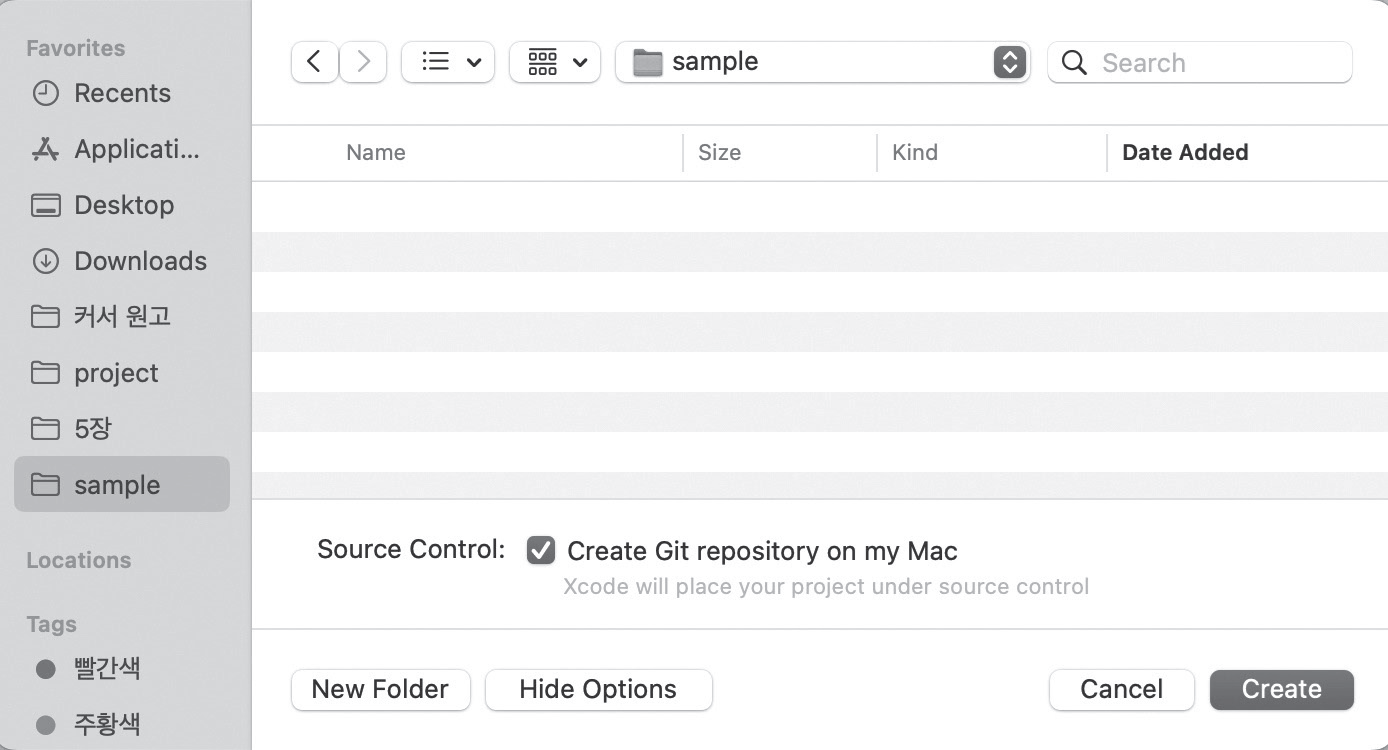 Favorites
Recents
Applicati...
Desktop
Downloads
커서 원고
project
5장
sample
Locations
Tags
빨간색
주황색
sample
Search
Name Size Kind Date Added
Source Control: Create Git repository on my Mac
Xcode will place your project under source control
New Folder Hide Options Cancel Create